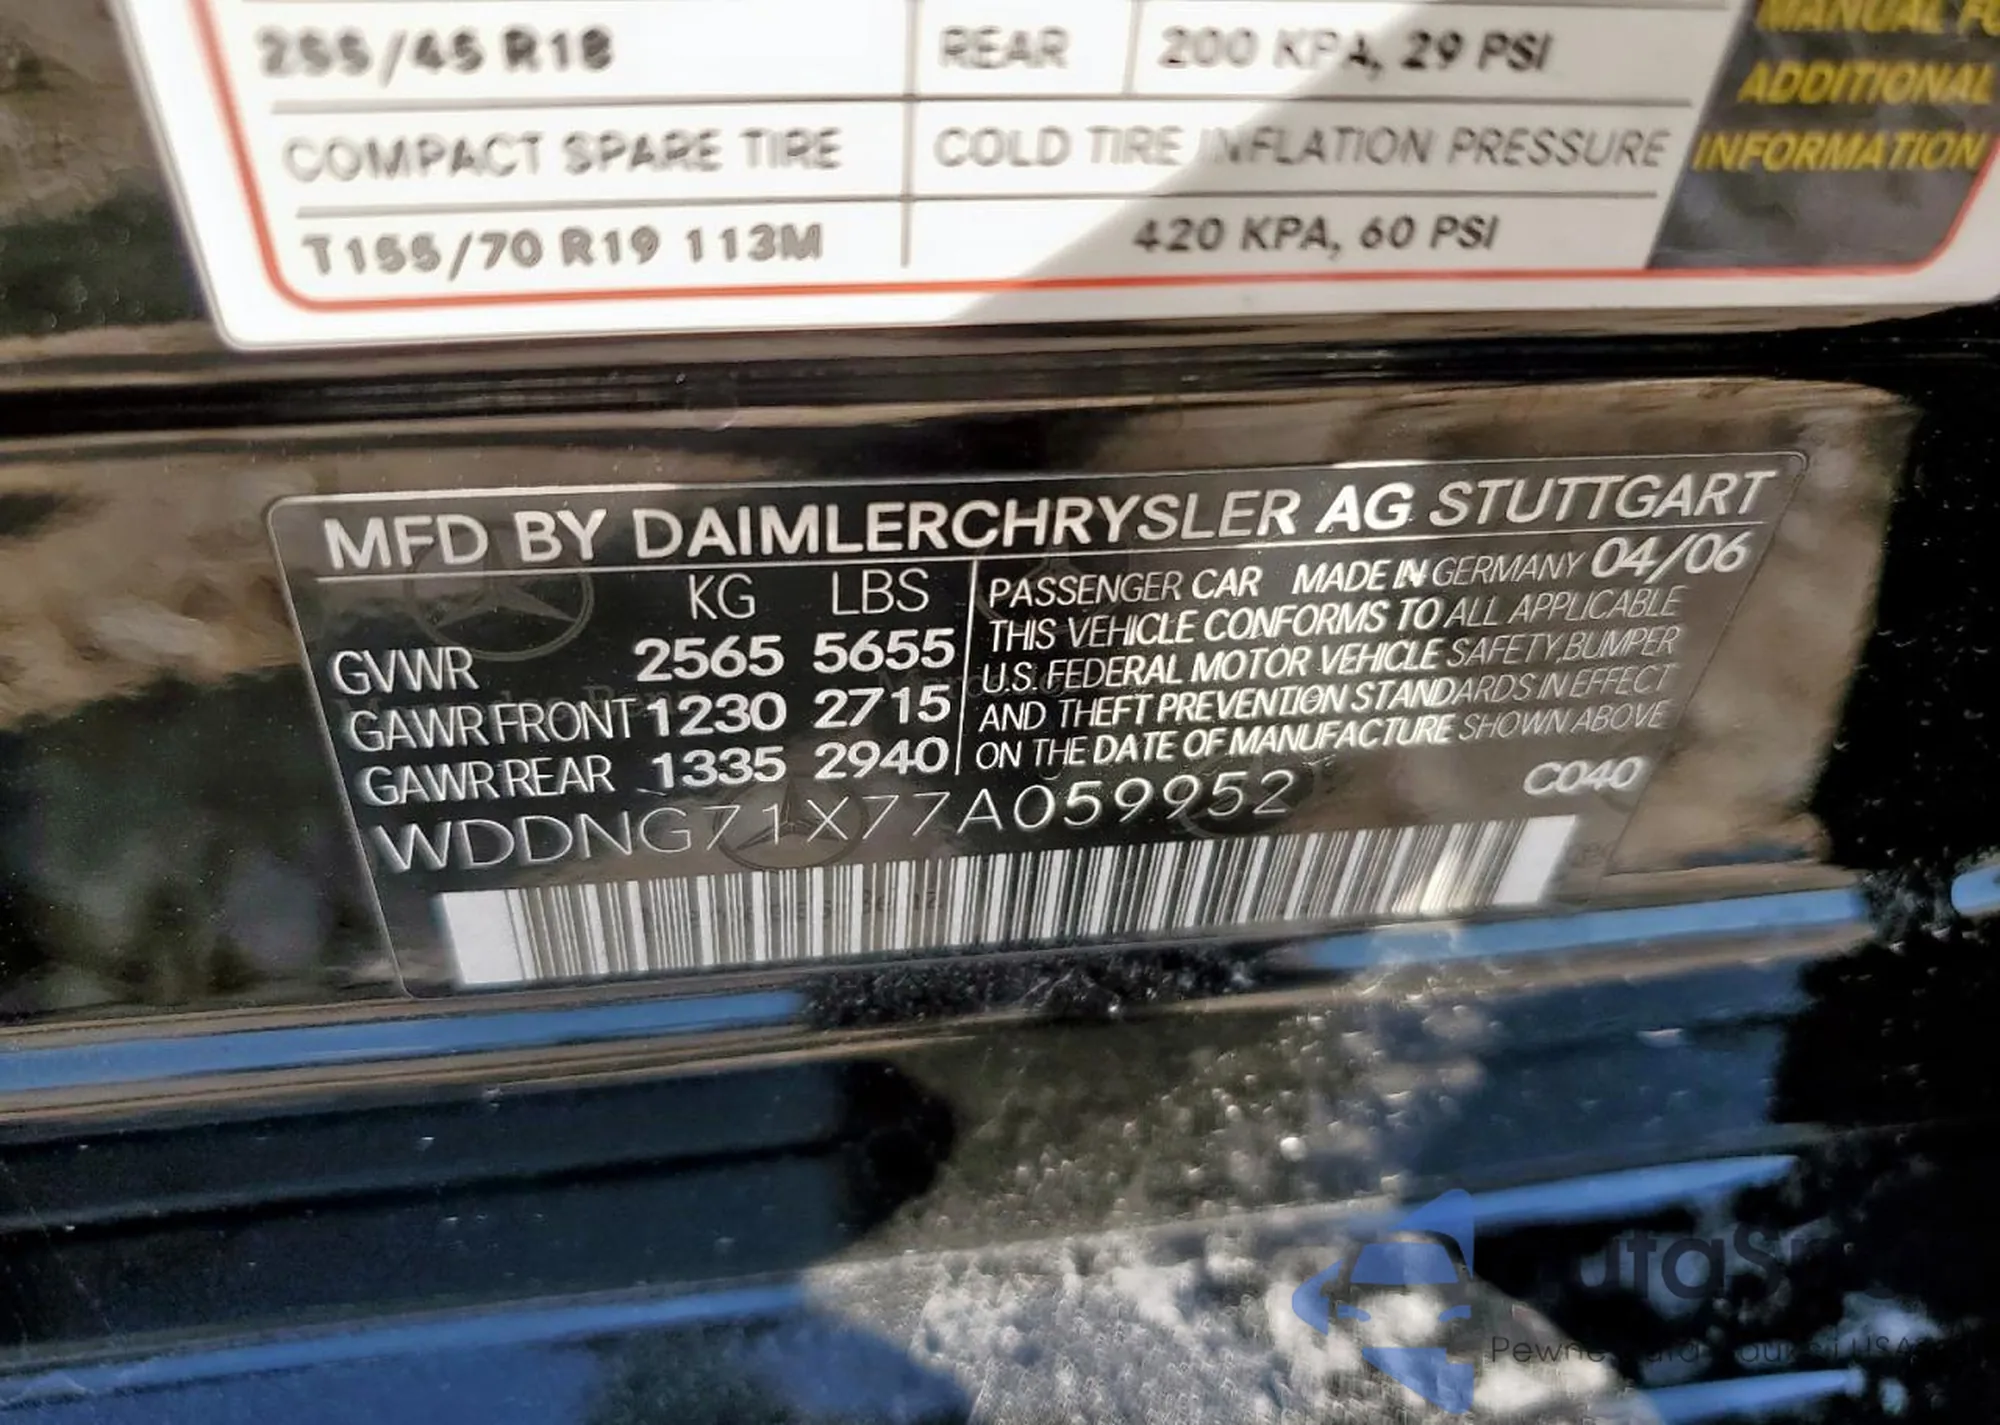 255/45 R18 REAR 200 KPA, 29 PSI
COMPACT SPARE TIRE COLD TIRE INFLATION PRESSURE
T155/70 R19 113M 420 KPA, 60 PSI
MANUAL FO
ADDITIONAL
INFORMATION
MFD BY DAIMLERCHRYSLER AG STUTTGART
KG LBS
GVWR 2565 5655
GAWR FRONT 1230 2715
GAWR REAR 1335 2940
PASSENGER CAR MADE IN GERMANY 04/06
THIS VEHICLE CONFORMS TO ALL APPLICABLE
U.S. FEDERAL MOTOR VEHICLE SAFETY, BUMPER
AND THEFT PREVENTION STANDARDS IN EFFECT
ON THE DATE OF MANUFACTURE SHOWN ABOVE
WDDNG71X77A059952 C040